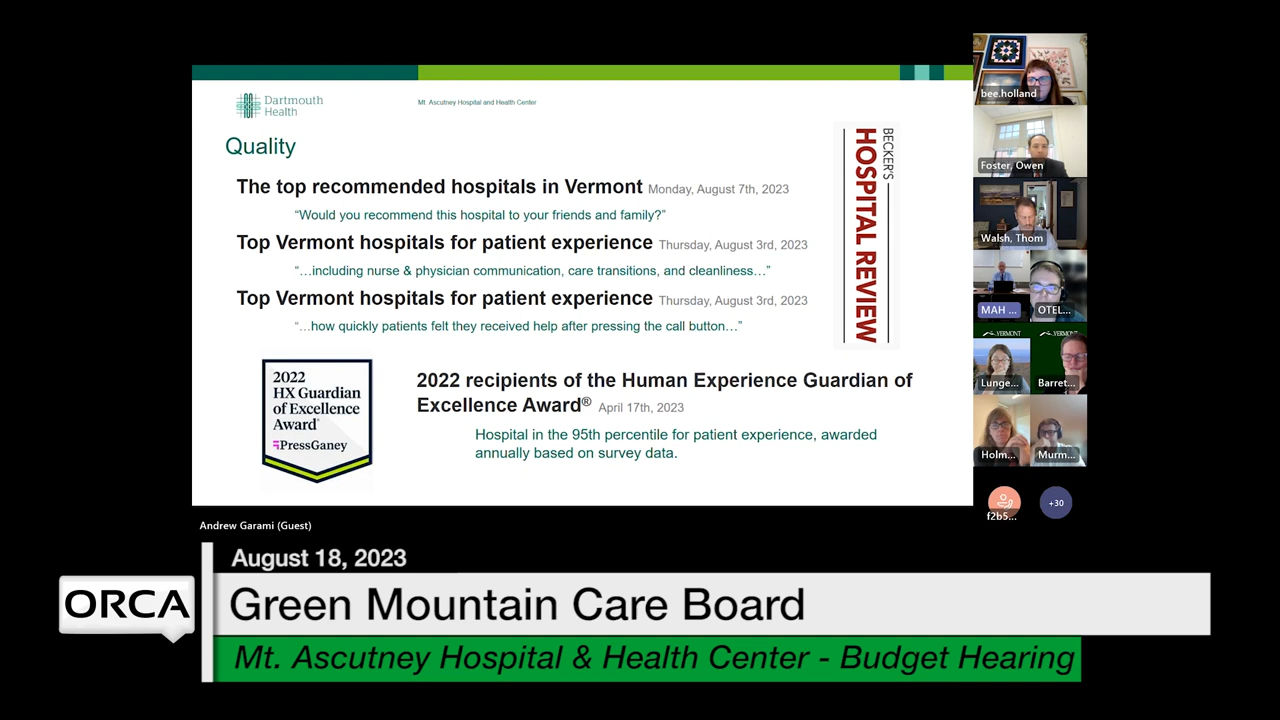 Dartmouth
Health
Mt Ascutney Hospital and Health Center
Quality
The top recommended hospitals in Vermont Monday, August 7th, 2023
“Would you recommend this hospital to your friends and family?”
Top Vermont hospitals for patient experience Thursday, August 3rd, 2023
“…including nurse & physician communication, care transitions, and cleanliness…”
Top Vermont hospitals for patient experience Thursday, August 3rd, 2023
“…how quickly patients felt they received help after pressing the call button…”
BECKER'S
HOSPITAL REVIEW
2022
HX Guardian
of Excellence
Award
PressGaney
2022 recipients of the Human Experience Guardian of
Excellence Award® April 17th, 2023
Hospital in the 95th percentile for patient experience, awarded
annually based on survey data.
bee.holland
Foster, Owen
Walsh, Thom
MAH ...
OTEL...
VERMONT
VERMONT
Lunge...
Barret...
Holm...
Murm...
f2b5...
+30
Andrew Garami (Guest)
August 18, 2023
ORCA
Green Mountain Care Board
Mt. Ascutney Hospital & Health Center - Budget Hearing